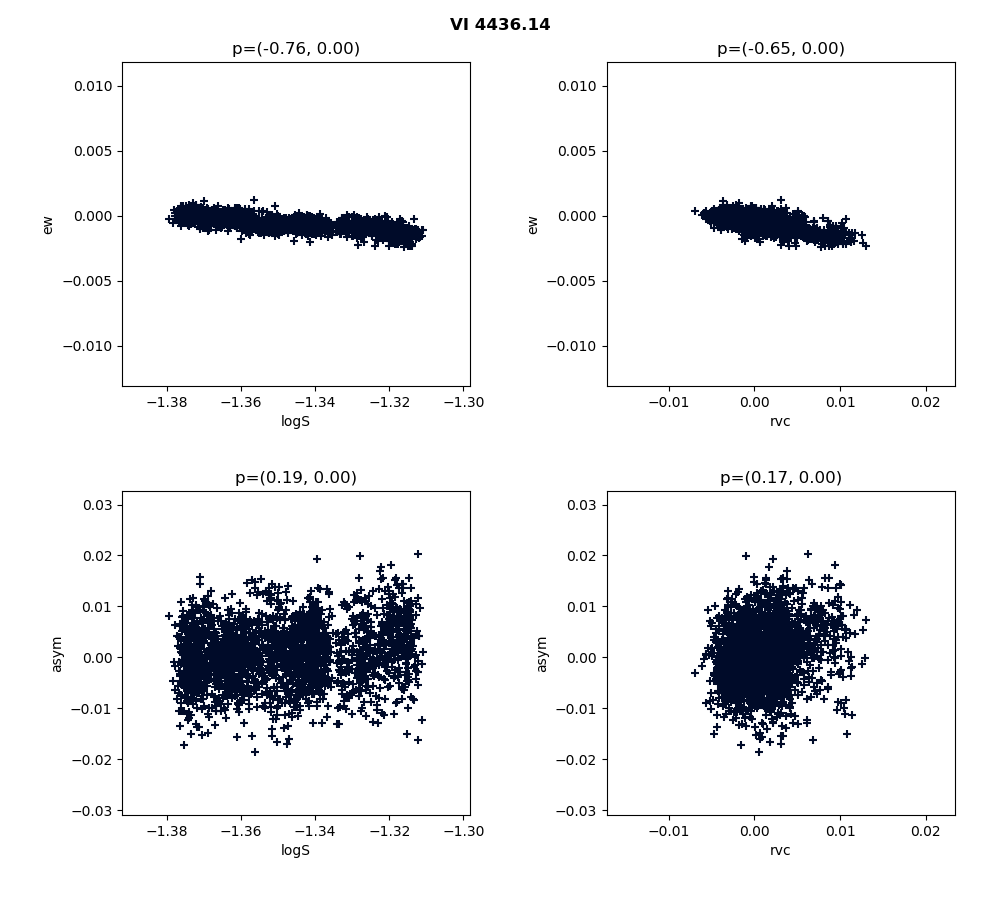 VI 4436.14
p=(-0.76, 0.00)
p=(-0.65, 0.00)
0.010
0.005
0.000
−0.005
−0.010
ew
−1.38 −1.36 −1.34 −1.32 −1.30
logS
0.010
0.005
0.000
−0.005
−0.010
ew
−0.01 0.00 0.01 0.02
rvc
p=(0.19, 0.00)
p=(0.17, 0.00)
0.03
0.02
0.01
0.00
−0.01
−0.02
−0.03
asym
−1.38 −1.36 −1.34 −1.32 −1.30
logS
0.03
0.02
0.01
0.00
−0.01
−0.02
−0.03
asym
−0.01 0.00 0.01 0.02
rvc